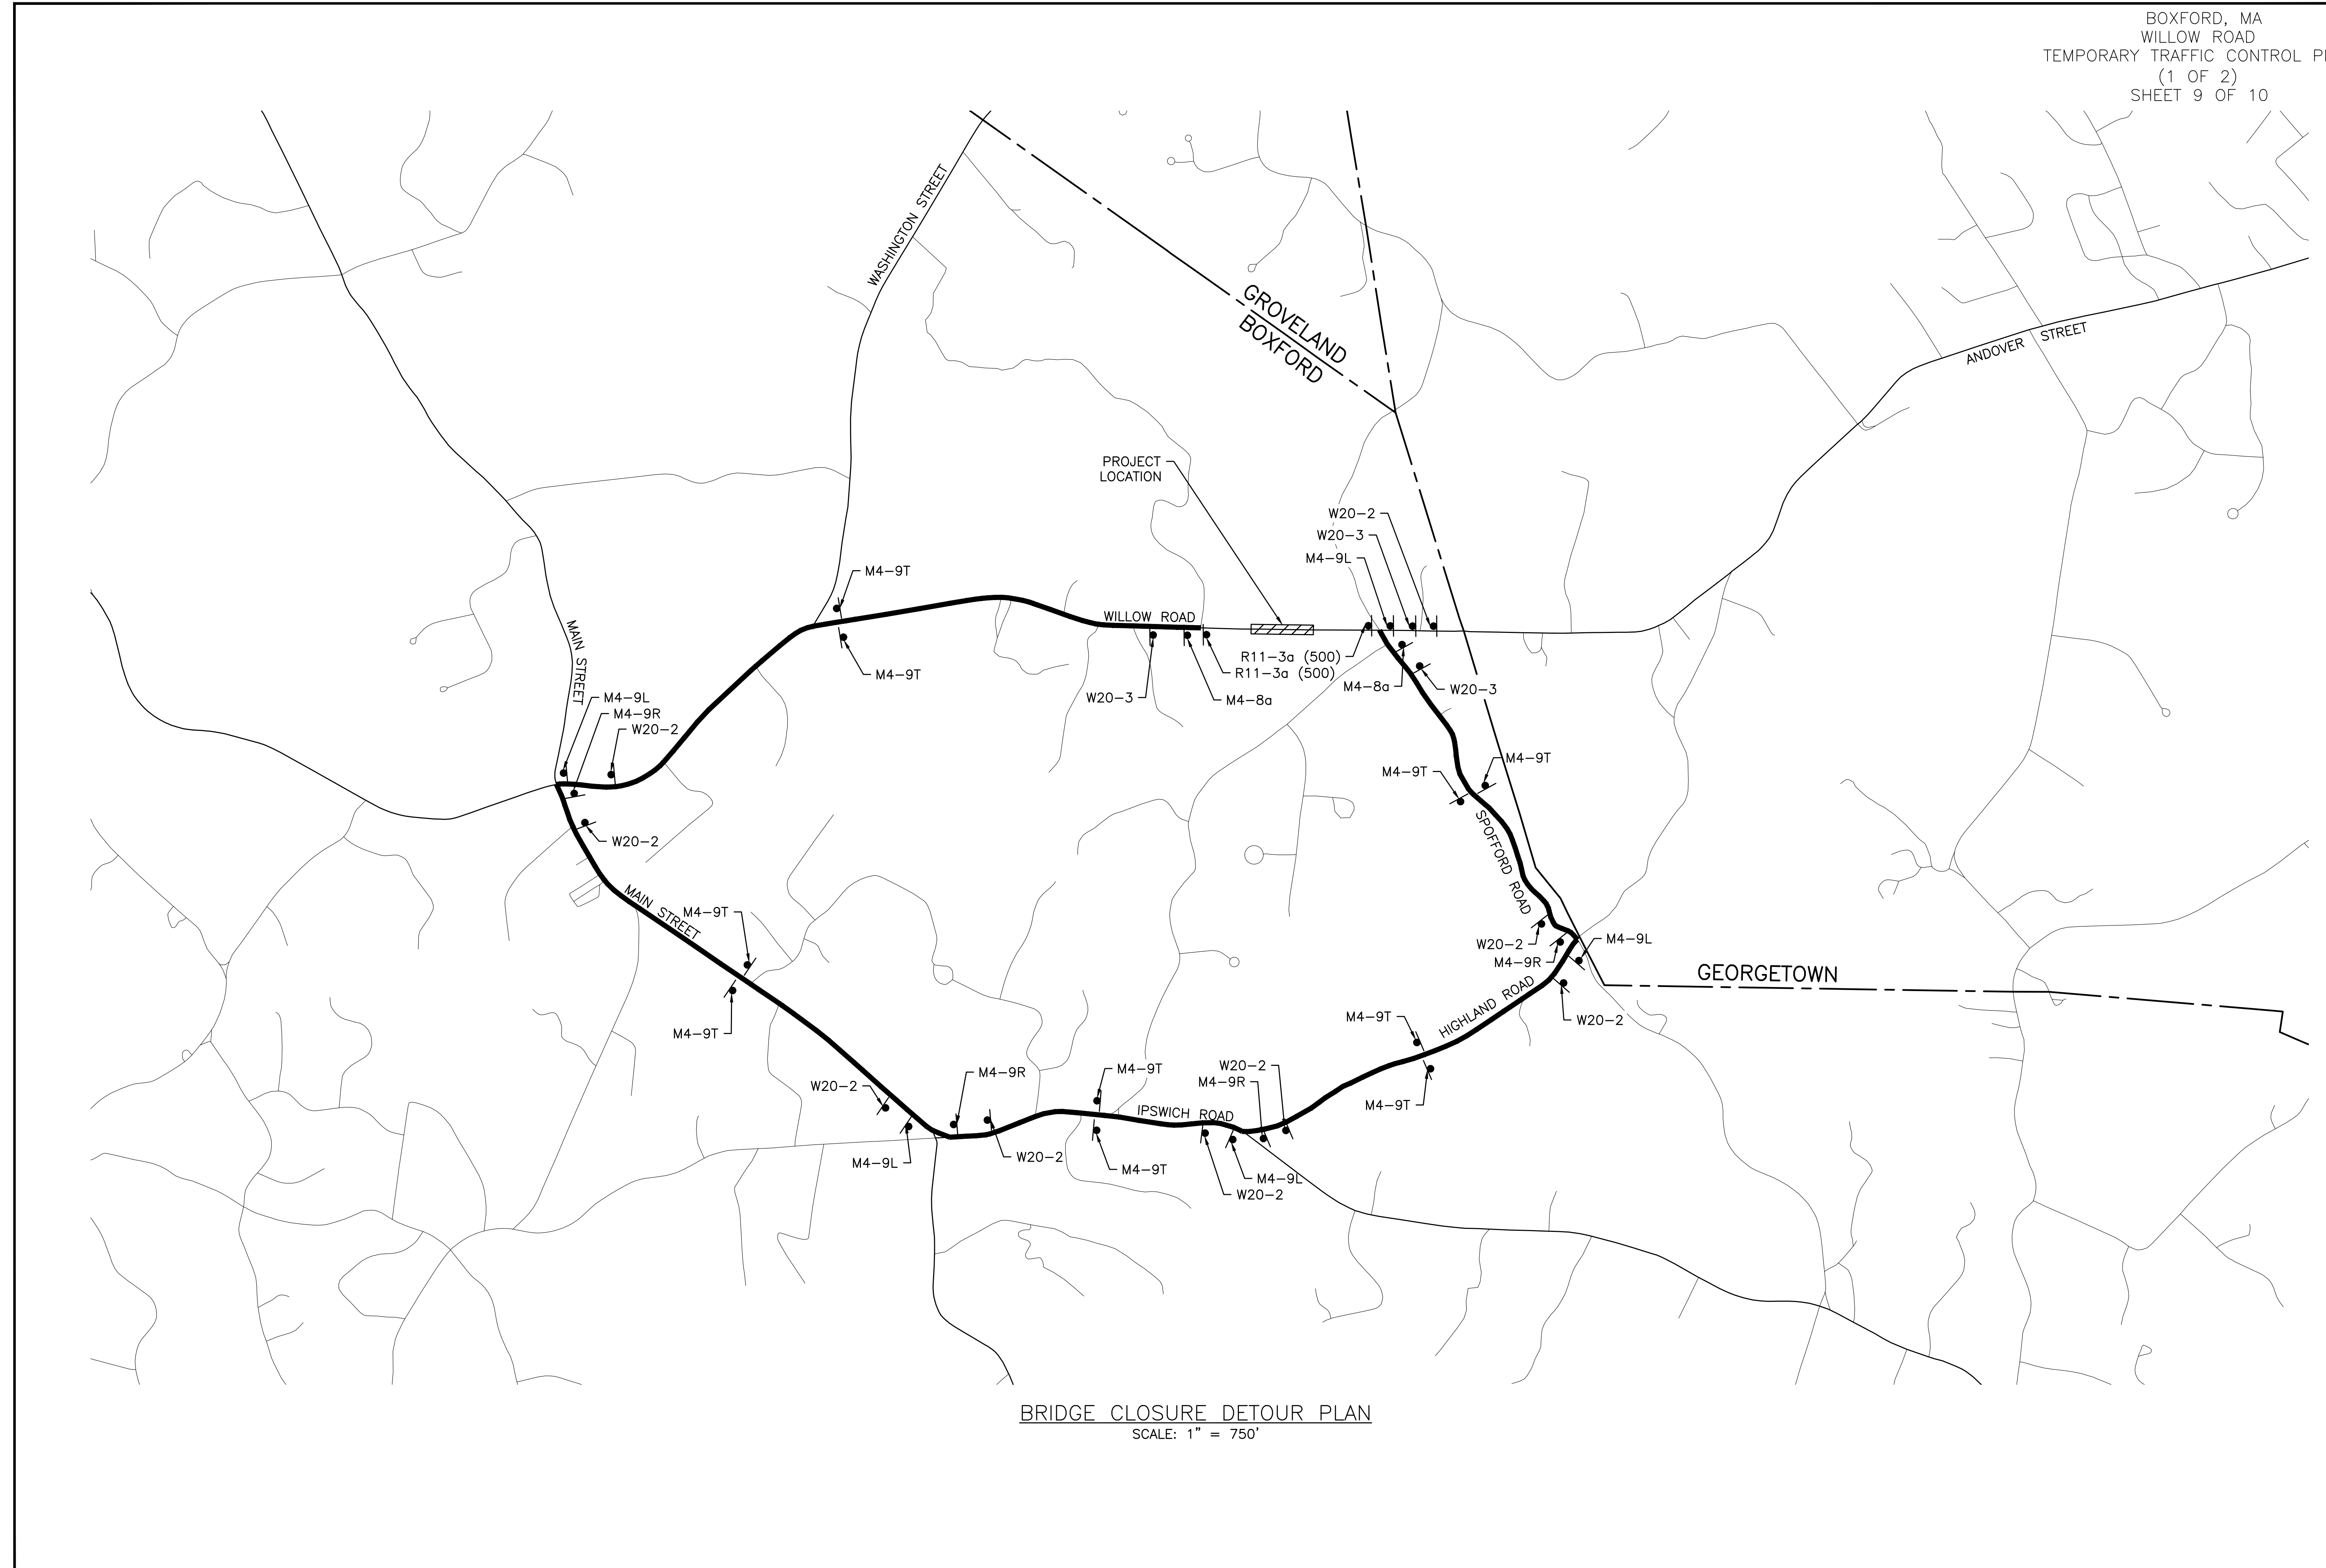 BOXFORD, MA
WILLOW ROAD
TEMPORARY TRAFFIC CONTROL
(1 OF 2)
SHEET 9 OF 10
WASHINGTON STREET
GROVELAND
BOXFORD
ANDOVER STREET
PROJECT
LOCATION
W20-2
W20-3
M4-9L
M4-9T
WILLOW ROAD
MAIN STREET
R11-3a (500)
R11-3a (500)
M4-9T
M4-8a
W20-3
W20-3
M4-8a
M4-9L
M4-9R
W20-2
M4-9T
M4-9T
SPOFFORD ROAD
W20-2
MAIN STREET
M4-9T
W20-2
M4-9R
M4-9L
GEORGETOWN
HIGHLAND ROAD
M4-9T
W20-2
M4-9T
W20-2
M4-9R
M4-9T
W20-2
M4-9R
M4-9T
IPSWICH ROAD
M4-9L
W20-2
M4-9T
M4-9L
W20-2
BRIDGE CLOSURE DETOUR PLAN
SCALE: 1" = 750'